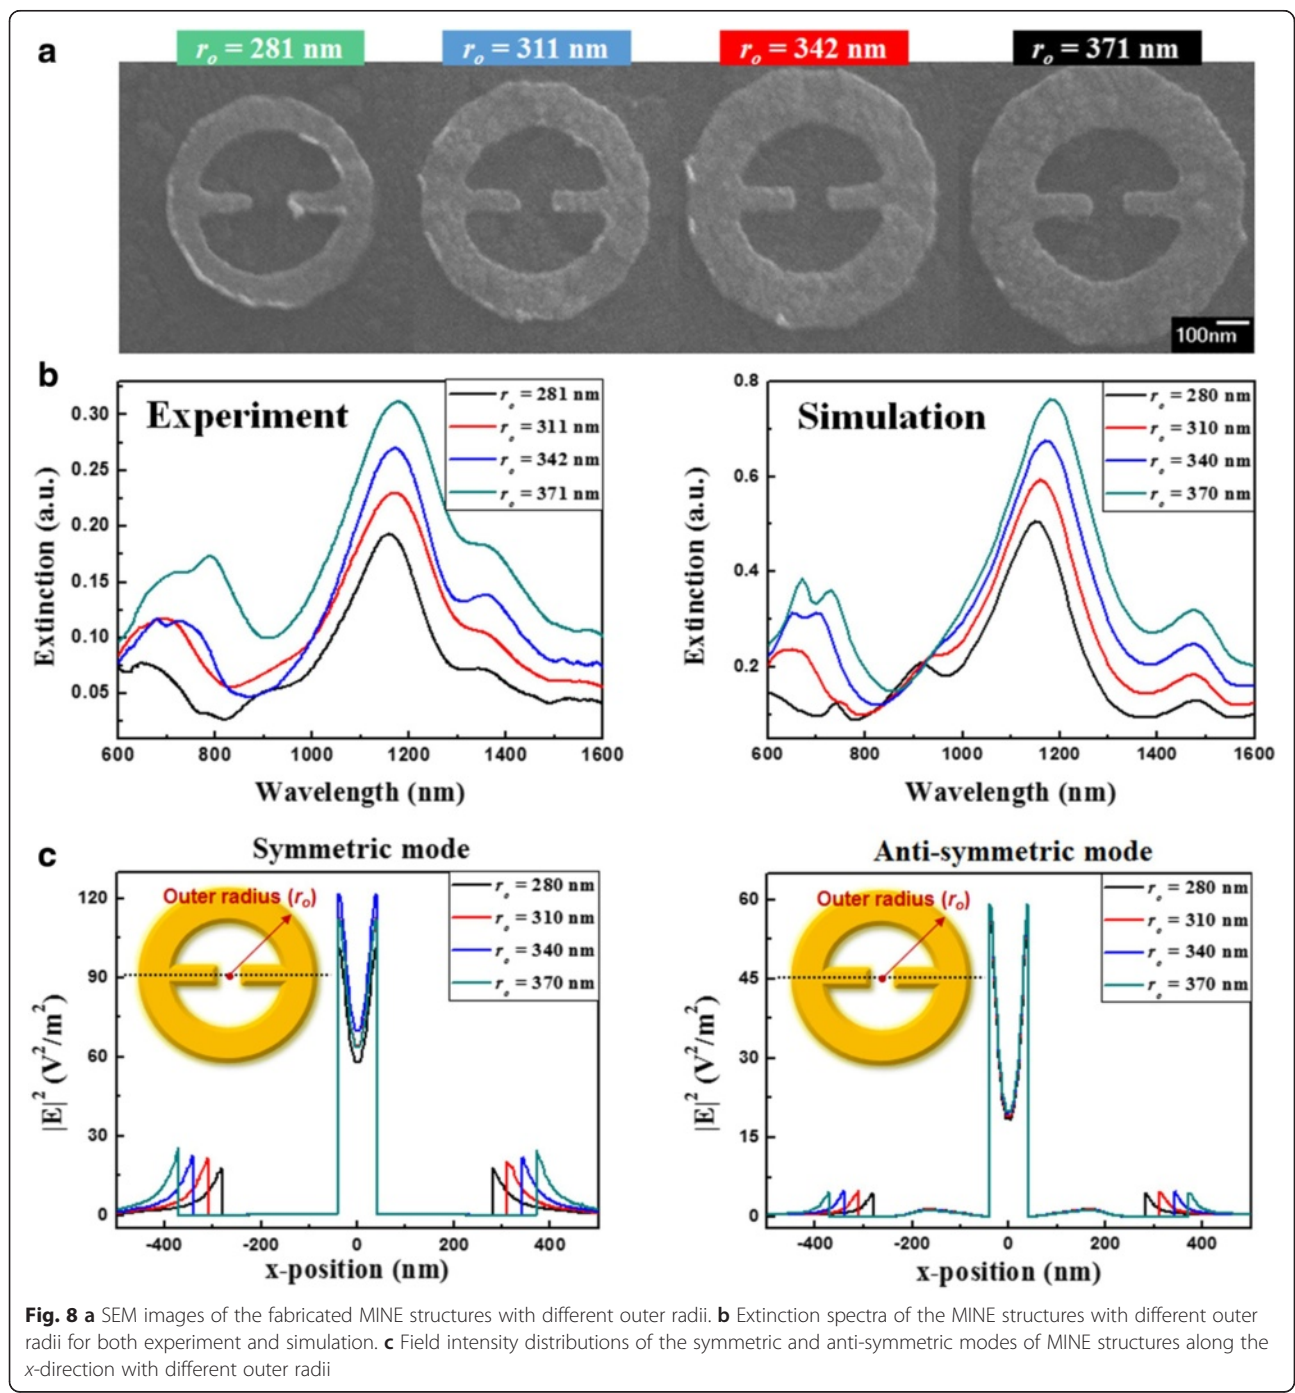 a
r_o = 281 nm
r_o = 311 nm
r_o = 342 nm
r_o = 371 nm
100nm
b
Experiment
r_o = 281 nm
r_o = 311 nm
r_o = 342 nm
r_o = 371 nm
Extinction (a.u.)
0.30
0.25
0.20
0.15
0.10
0.05
600 800 1000 1200 1400 1600
Wavelength (nm)
Simulation
r_o = 280 nm
r_o = 310 nm
r_o = 340 nm
r_o = 370 nm
Extinction (a.u.)
0.8
0.6
0.4
0.2
600 800 1000 1200 1400 1600
Wavelength (nm)
c
Symmetric mode
Outer radius (r_o)
r_o = 280 nm
r_o = 310 nm
r_o = 340 nm
r_o = 370 nm
|E|² (V²/m²)
120
90
60
30
0
-400 -200 0 200 400
x-position (nm)
Anti-symmetric mode
Outer radius (r_o)
r_o = 280 nm
r_o = 310 nm
r_o = 340 nm
r_o = 370 nm
|E|² (V²/m²)
60
45
30
15
0
-400 -200 0 200 400
x-position (nm)
Fig. 8 a SEM images of the fabricated MINE structures with different outer radii. b Extinction spectra of the MINE structures with different outer
radii for both experiment and simulation. c Field intensity distributions of the symmetric and anti-symmetric modes of MINE structures along the
x-direction with different outer radii